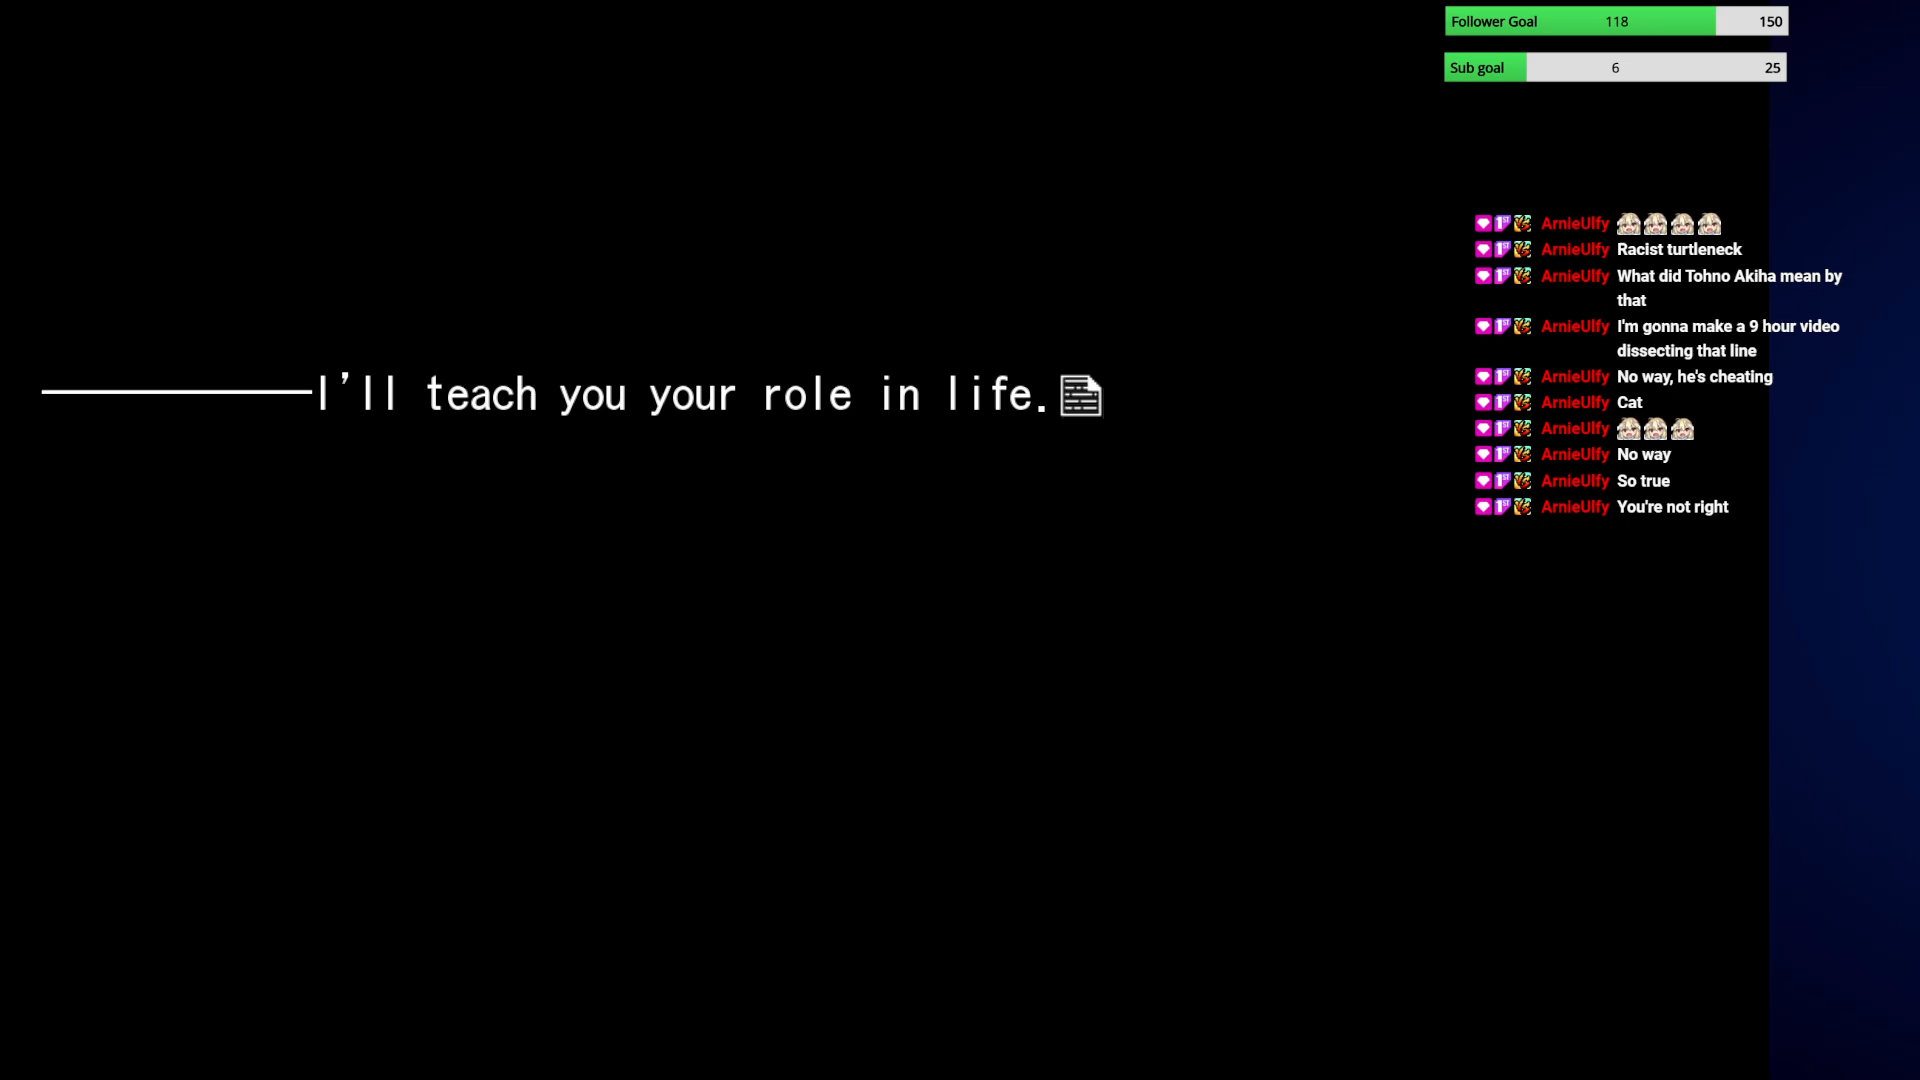 Follower Goal 118 150
Sub goal 6 25
ArnieUlfy
ArnieUlfy Racist turtleneck
ArnieUlfy What did Tohno Akiha mean by
that
ArnieUlfy I'm gonna make a 9 hour video
dissecting that line
ArnieUlfy No way, he's cheating
ArnieUlfy Cat
ArnieUlfy
ArnieUlfy No way
ArnieUlfy So true
ArnieUlfy You're not right
—————I'll teach you your role in life.